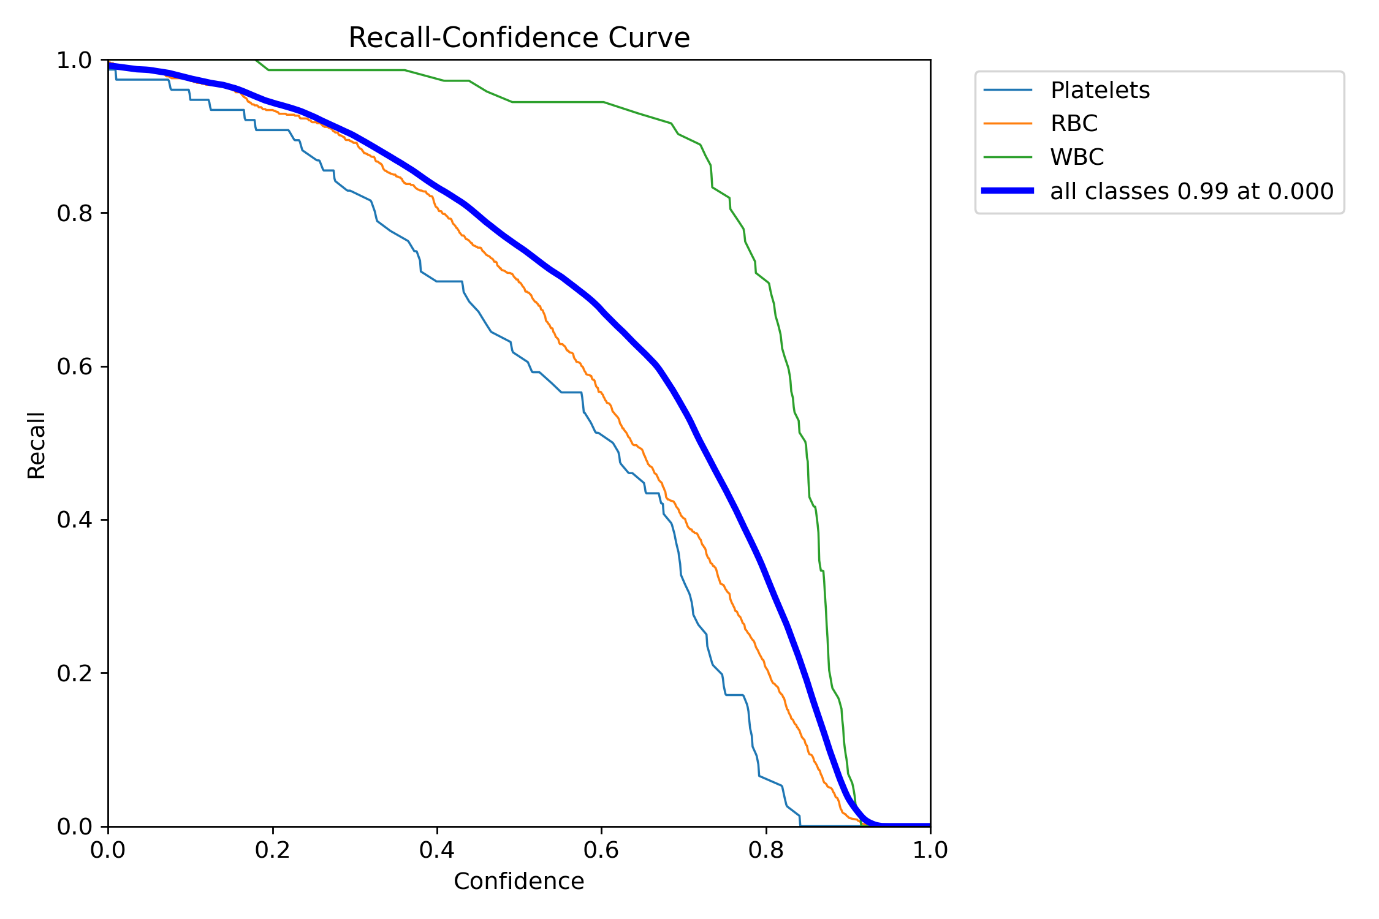 Recall-Confidence Curve
1.0
0.8
0.6
0.4
0.2
0.0
Recall
0.0 0.2 0.4 0.6 0.8 1.0
Confidence
Platelets
RBC
WBC
all classes 0.99 at 0.000